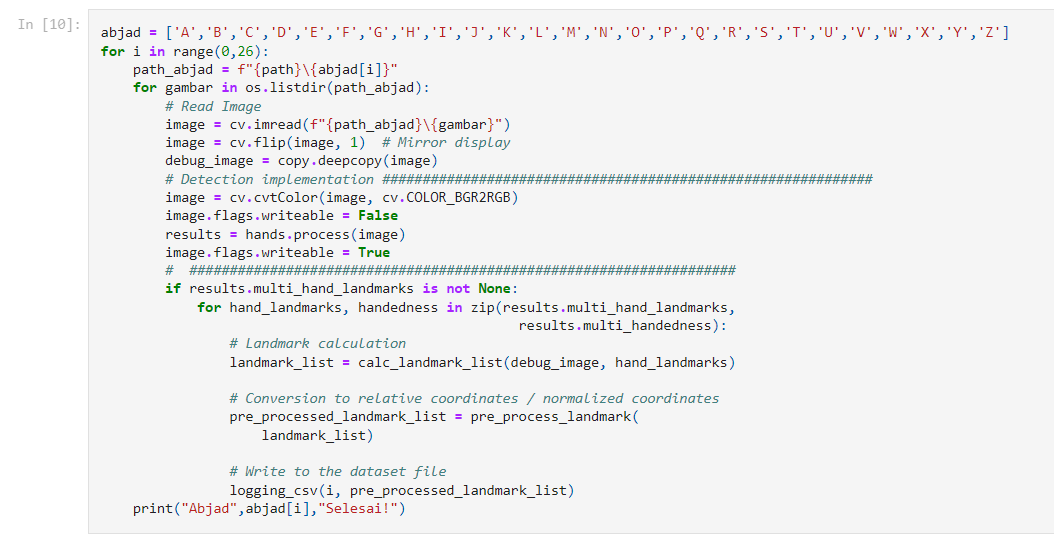 In [10]:
abjad = ['A','B','C','D','E','F','G','H','I','J','K','L','M','N','O','P','Q','R','S','T','U','V','W','X','Y','Z']
for i in range(0,26):
    path_abjad = f"{path}\{abjad[i]}"
    for gambar in os.listdir(path_abjad):
        # Read Image
        image = cv.imread(f"{path_abjad}\{gambar}")
        image = cv.flip(image, 1)  # Mirror display
        debug_image = copy.deepcopy(image)
        # Detection implementation #############################################################
        image = cv.cvtColor(image, cv.COLOR_BGR2RGB)
        image.flags.writeable = False
        results = hands.process(image)
        image.flags.writeable = True
        #  ####################################################################
        if results.multi_hand_landmarks is not None:
            for hand_landmarks, handedness in zip(results.multi_hand_landmarks,
                                                    results.multi_handedness):
                # Landmark calculation
                landmark_list = calc_landmark_list(debug_image, hand_landmarks)

                # Conversion to relative coordinates / normalized coordinates
                pre_processed_landmark_list = pre_process_landmark(
                    landmark_list)

                # Write to the dataset file
                logging_csv(i, pre_processed_landmark_list)
    print("Abjad",abjad[i],"Selesai!")